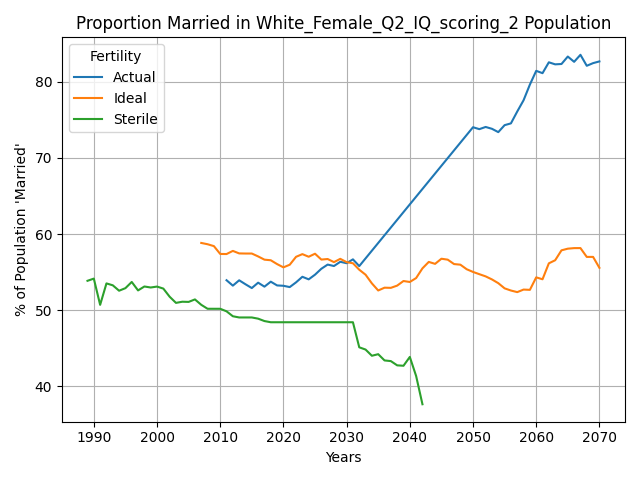 Proportion Married in White_Female_Q2_IQ_scoring_2 Population
Fertility
Actual
Ideal
Sterile
% of Population 'Married'
80
70
60
50
40
1990
2000
2010
2020
2030
2040
2050
2060
2070
Years